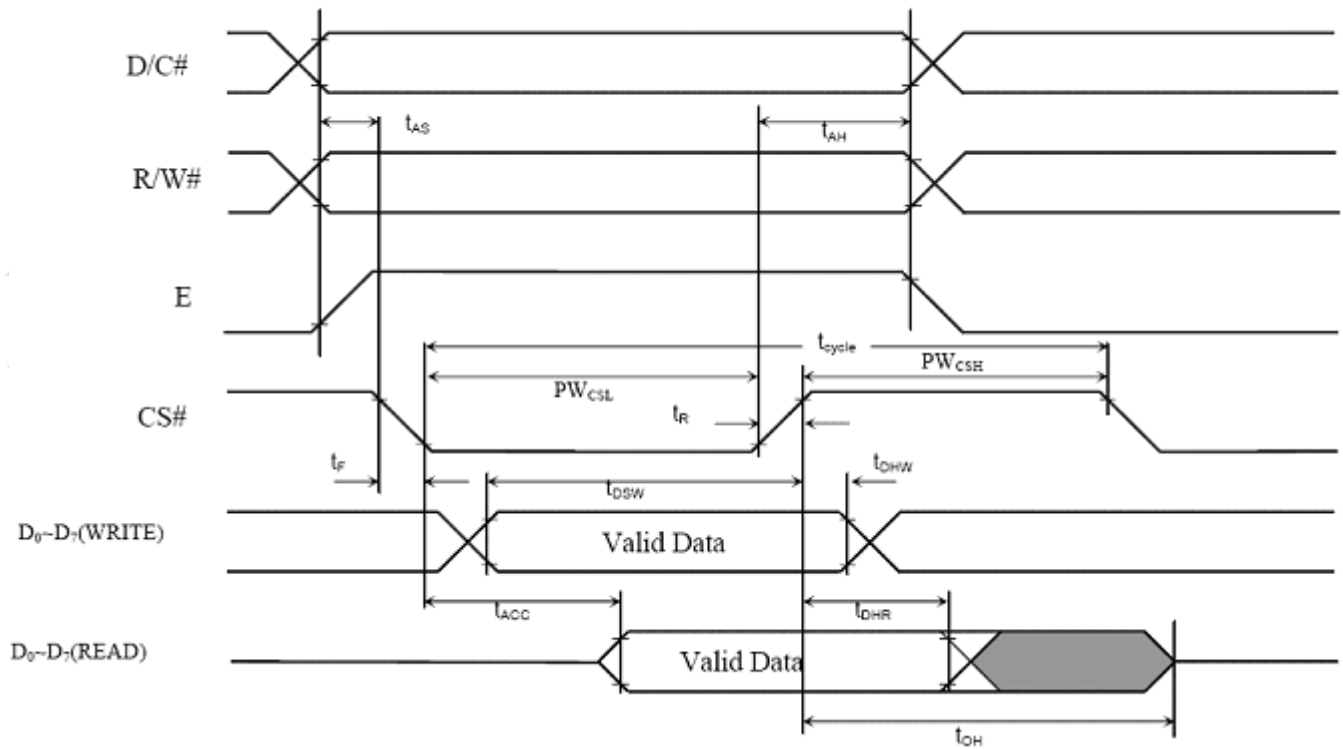 D/C#
tAS
tAH
R/W#
E
tcycle
PWCSL
PWCSH
CS#
tR
tF
tDSW
tDHW
D0~D7(WRITE)
Valid Data
tACC
tDHR
D0~D7(READ)
Valid Data
tOH